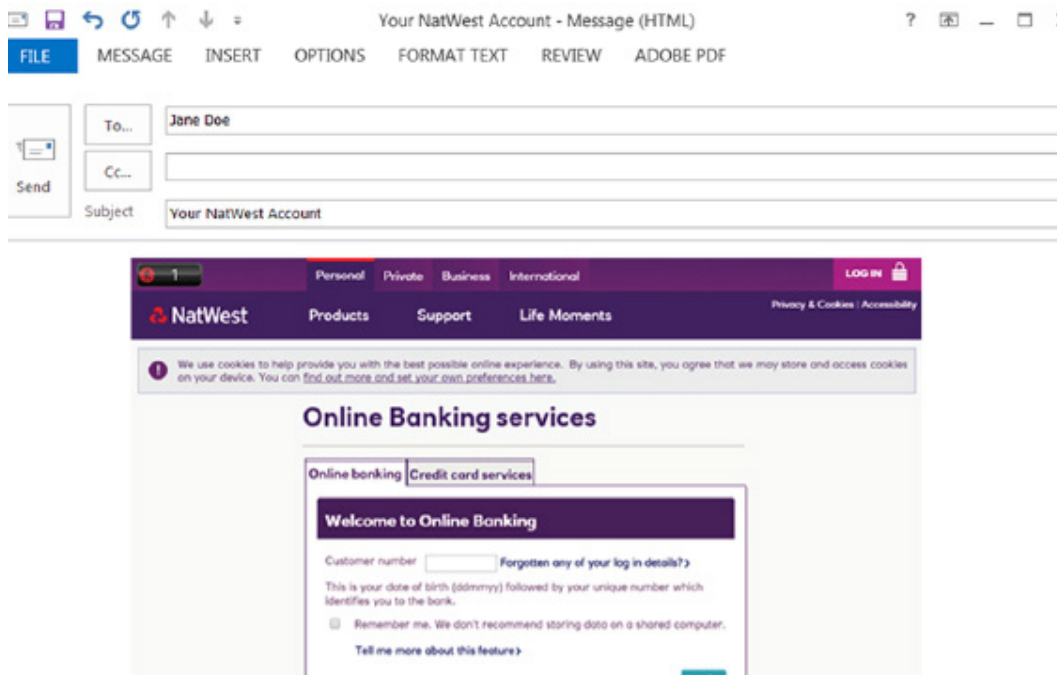 Your NatWest Account - Message (HTML)
?
FILE MESSAGE INSERT OPTIONS FORMAT TEXT REVIEW ADOBE PDF
To... Jane Doe
Cc...
Send
Subject Your NatWest Account
1 Personal Private Business International LOG IN
NatWest Products Support Life Moments Privacy & Cookies | Accessibility
We use cookies to help provide you with the best possible online experience. By using this site, you agree that we may store and access cookies
on your device. You can find out more and set your own preferences here.
Online Banking services
Online banking Credit card services
Welcome to Online Banking
Customer number Forgotten any of your log in details?
This is your date of birth (ddmmyy) followed by your unique number which
identifies you to the bank.
Remember me. We don't recommend storing data on a shared computer.
Tell me more about this feature